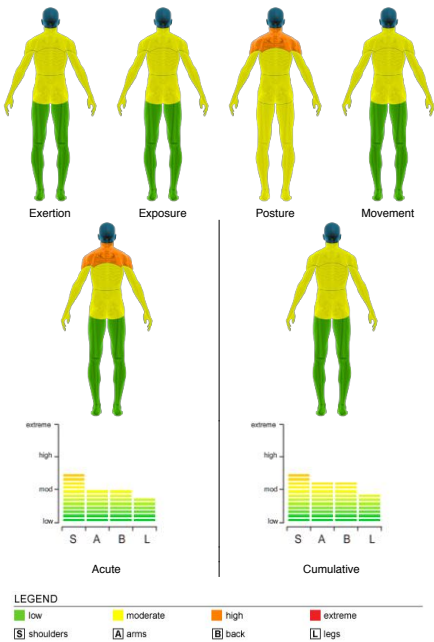 Exertion Exposure Posture Movement
extreme extreme
high high
mod mod
low low
S A B L S A B L
Acute Cumulative
LEGEND
low moderate high extreme
S shoulders A arms B back L legs